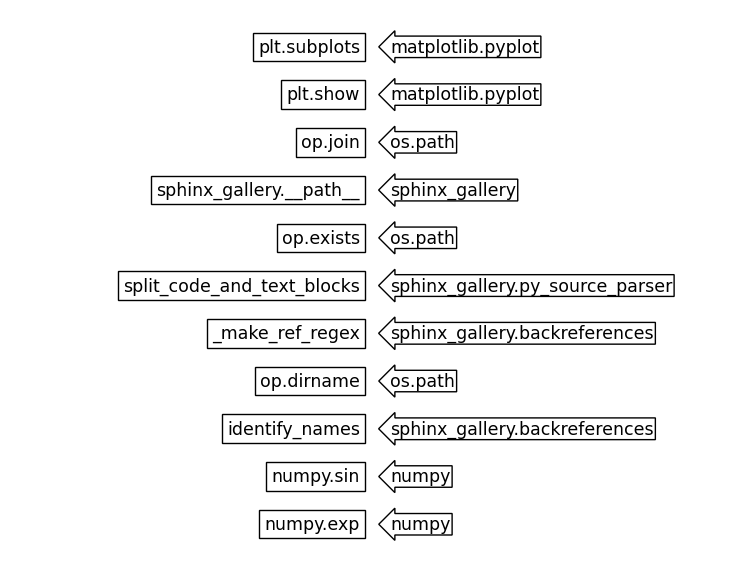 plt.subplots matplotlib.pyplot
plt.show matplotlib.pyplot
op.join os.path
sphinx_gallery.__path__ sphinx_gallery
op.exists os.path
split_code_and_text_blocks sphinx_gallery.py_source_parser
_make_ref_regex sphinx_gallery.backreferences
op.dirname os.path
identify_names sphinx_gallery.backreferences
numpy.sin numpy
numpy.exp numpy